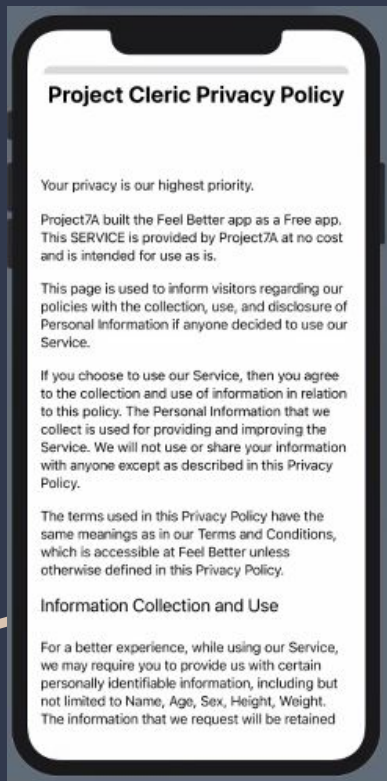 Project Cleric Privacy Policy
Your privacy is our highest priority.
Project7A built the Feel Better app as a Free app.
This SERVICE is provided by Project7A at no cost
and is intended for use as is.
This page is used to inform visitors regarding our
policies with the collection, use, and disclosure of
Personal Information if anyone decided to use our
Service.
If you choose to use our Service, then you agree
to the collection and use of information in relation
to this policy. The Personal Information that we
collect is used for providing and improving the
Service. We will not use or share your information
with anyone except as described in this Privacy
Policy.
The terms used in this Privacy Policy have the
same meanings as in our Terms and Conditions,
which is accessible at Feel Better unless
otherwise defined in this Privacy Policy.
Information Collection and Use
For a better experience, while using our Service,
we may require you to provide us with certain
personally identifiable information, including but
not limited to Name, Age, Sex, Height, Weight.
The information that we request will be retained